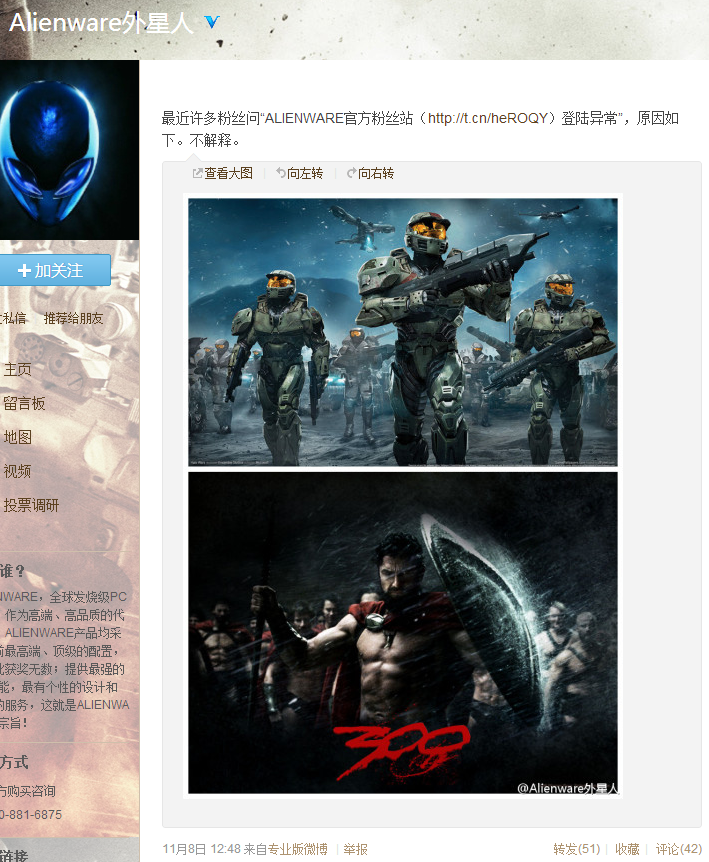 Alienware外星人
最近许多粉丝问“ALIENWARE官方粉丝站（http://t.cn/heROQY）登陆异常”，原因如
下。不解释。
查看大图 | 向左转 | 向右转
加关注
私信 推荐给朋友
主页
留言板
地图
视频
投票调研
谁？
NWARE，全球发烧级PC
作为高端、高品质的代
ALIENWARE产品均采
前最高端、顶级的配置，
比获奖无数；提供最强的
能，最有个性的设计和
的服务，这就是ALIENWA
宗旨！
方式
方购买咨询
0-881-6875
链接
300
@Alienware外星人
11月8日 12:48 来自专业版微博 | 举报
转发(51) | 收藏 | 评论(42)